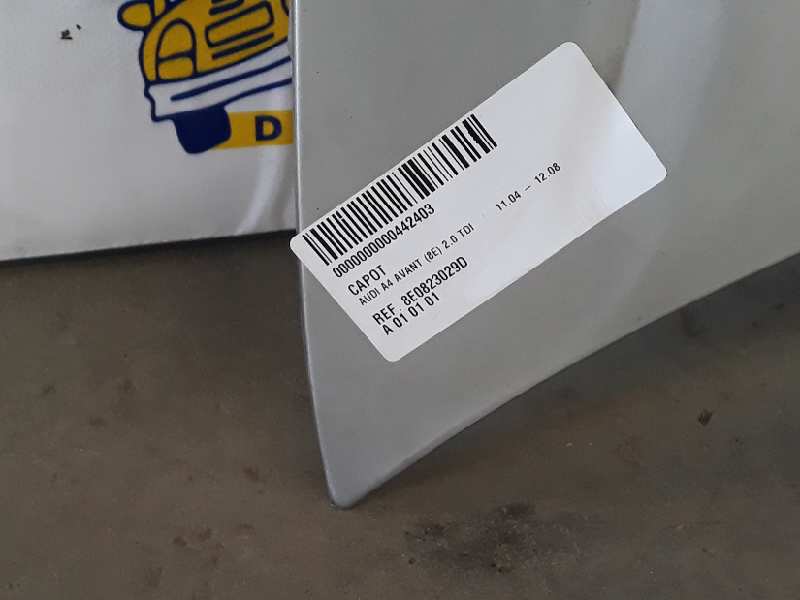 D
0000000000442403
CAPOT
AUDI A4 AVANT (8E) 2.0 TDI 11.04 - 12.08
REF 8E0823029D
A 01 01 01